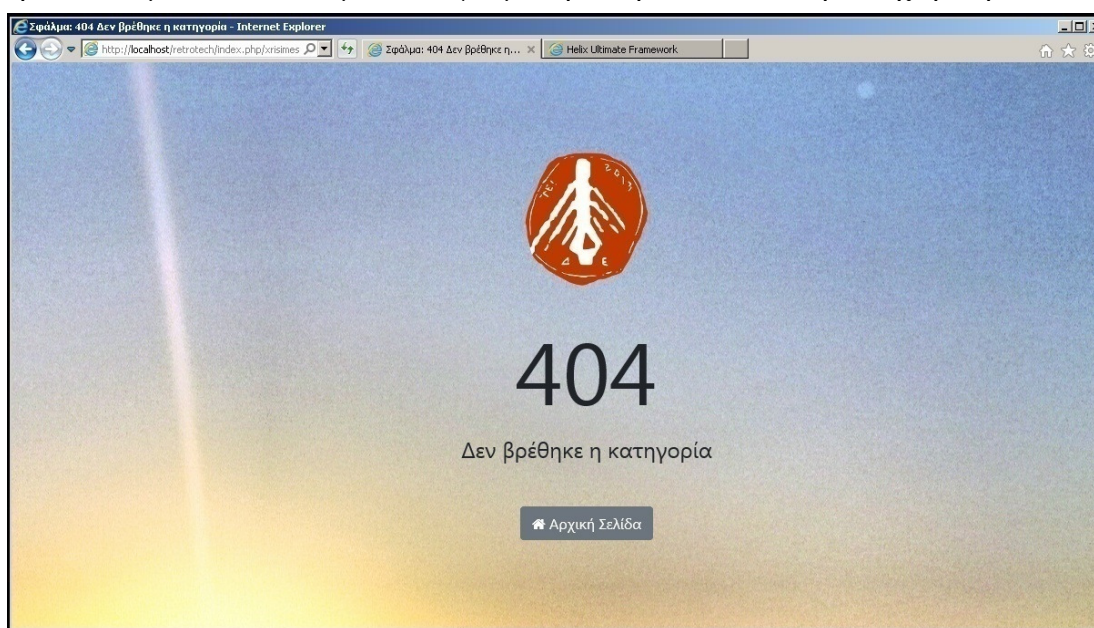 Σφάλμα: 404 Δεν βρέθηκε η κατηγορία - Internet Explorer
http://localhost/retrotech/index.php/xrisimes
Σφάλμα: 404 Δεν βρέθηκε η...
Helix Ultimate Framework
2013
Δ Ε
404
Δεν βρέθηκε η κατηγορία
Αρχική Σελίδα